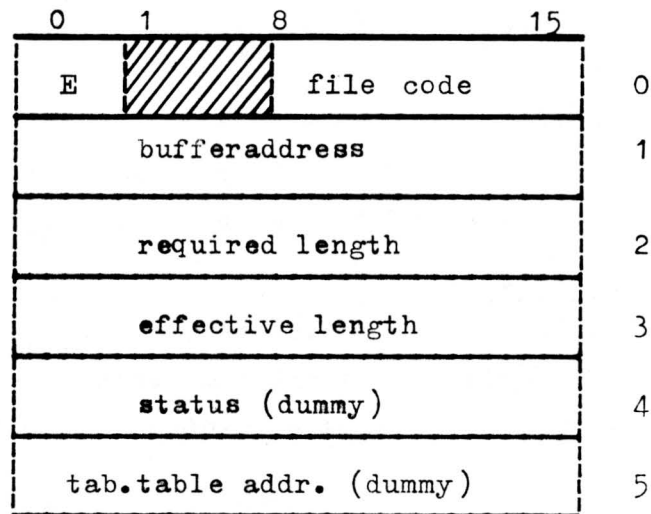 0 1 8 15
E file code 0
bufferaddress 1
required length 2
effective length 3
status (dummy) 4
tab.table addr. (dummy) 5